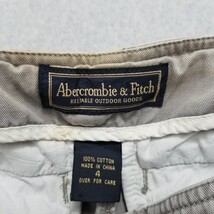 Abercrombie & Fitch
RELIABLE OUTDOOR GOODS
100% COTTON
MADE IN CHINA
4
OVER FOR CARE